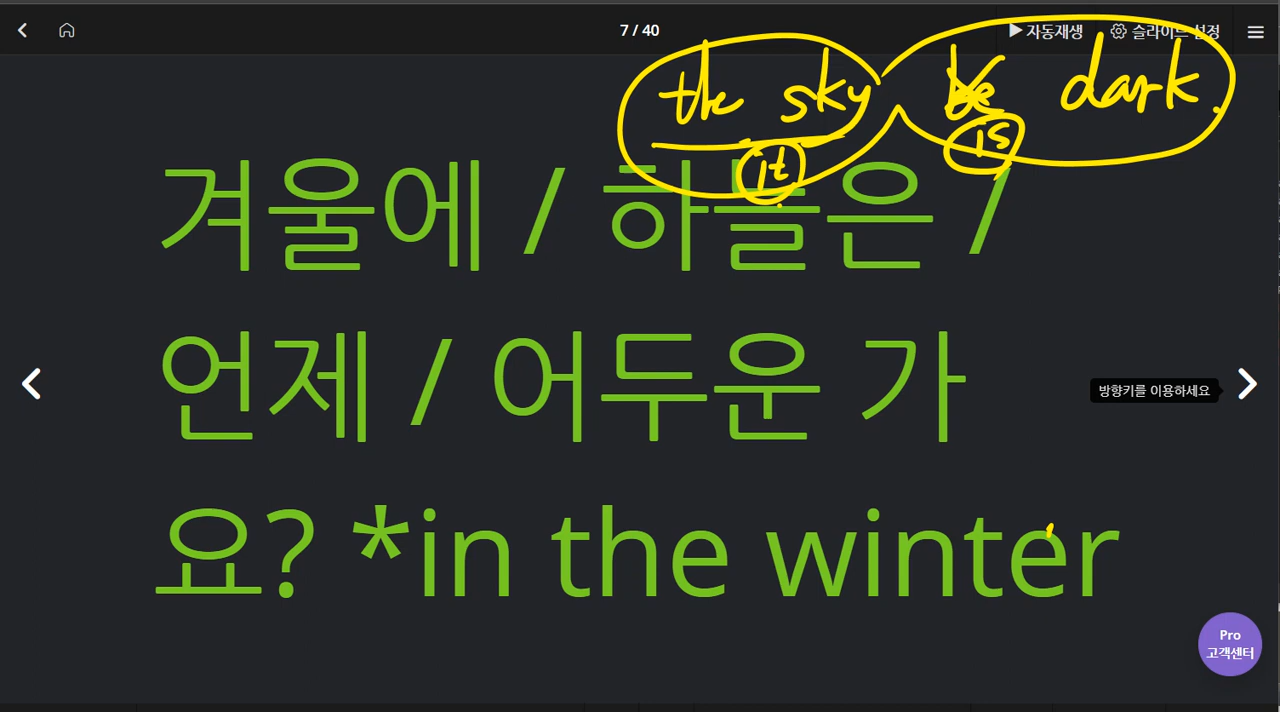 7 / 40
▶ 자동재생
슬라이드 설정
the sky be dark.
it is
겨울에 / 하늘은 /
언제 / 어두운 가
요? *in the winter
방향키를 이용하세요
Pro
고객센터